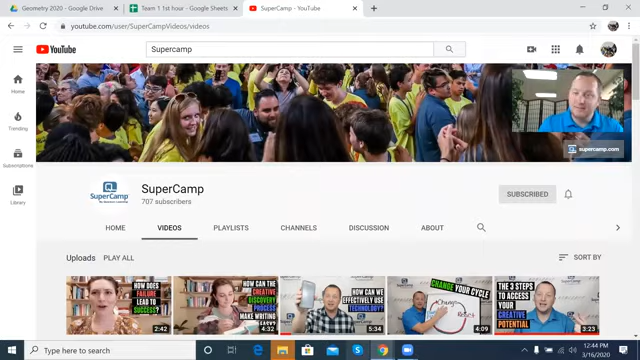 Geometry 2020 - Google Drive
Team 1 1st hour - Google Sheets
SuperCamp - YouTube
youtube.com/user/SuperCampVideos/videos
YouTube
Supercamp
Home
Trending
Subscriptions
Library
supercamp.com
SuperCamp
SuperCamp
707 subscribers
SUBSCRIBED
HOME
VIDEOS
PLAYLISTS
CHANNELS
DISCUSSION
ABOUT
Uploads
PLAY ALL
SORT BY
HOW DOES
FAILURE
LEAD TO
SUCCESS?
2:42
HOW CAN THE
CREATIVE
DISCOVERY
PROCESS
MAKE WRITING
EASY?
4:32
HOW CAN WE
EFFECTIVELY USE
TECHNOLOGY?
5:34
CHANGE YOUR CYCLE
Change
React
4:09
THE 3 STEPS
TO ACCESS
YOUR
CREATIVE
POTENTIAL
3:23
Type here to search
12:44 PM
3/16/2020